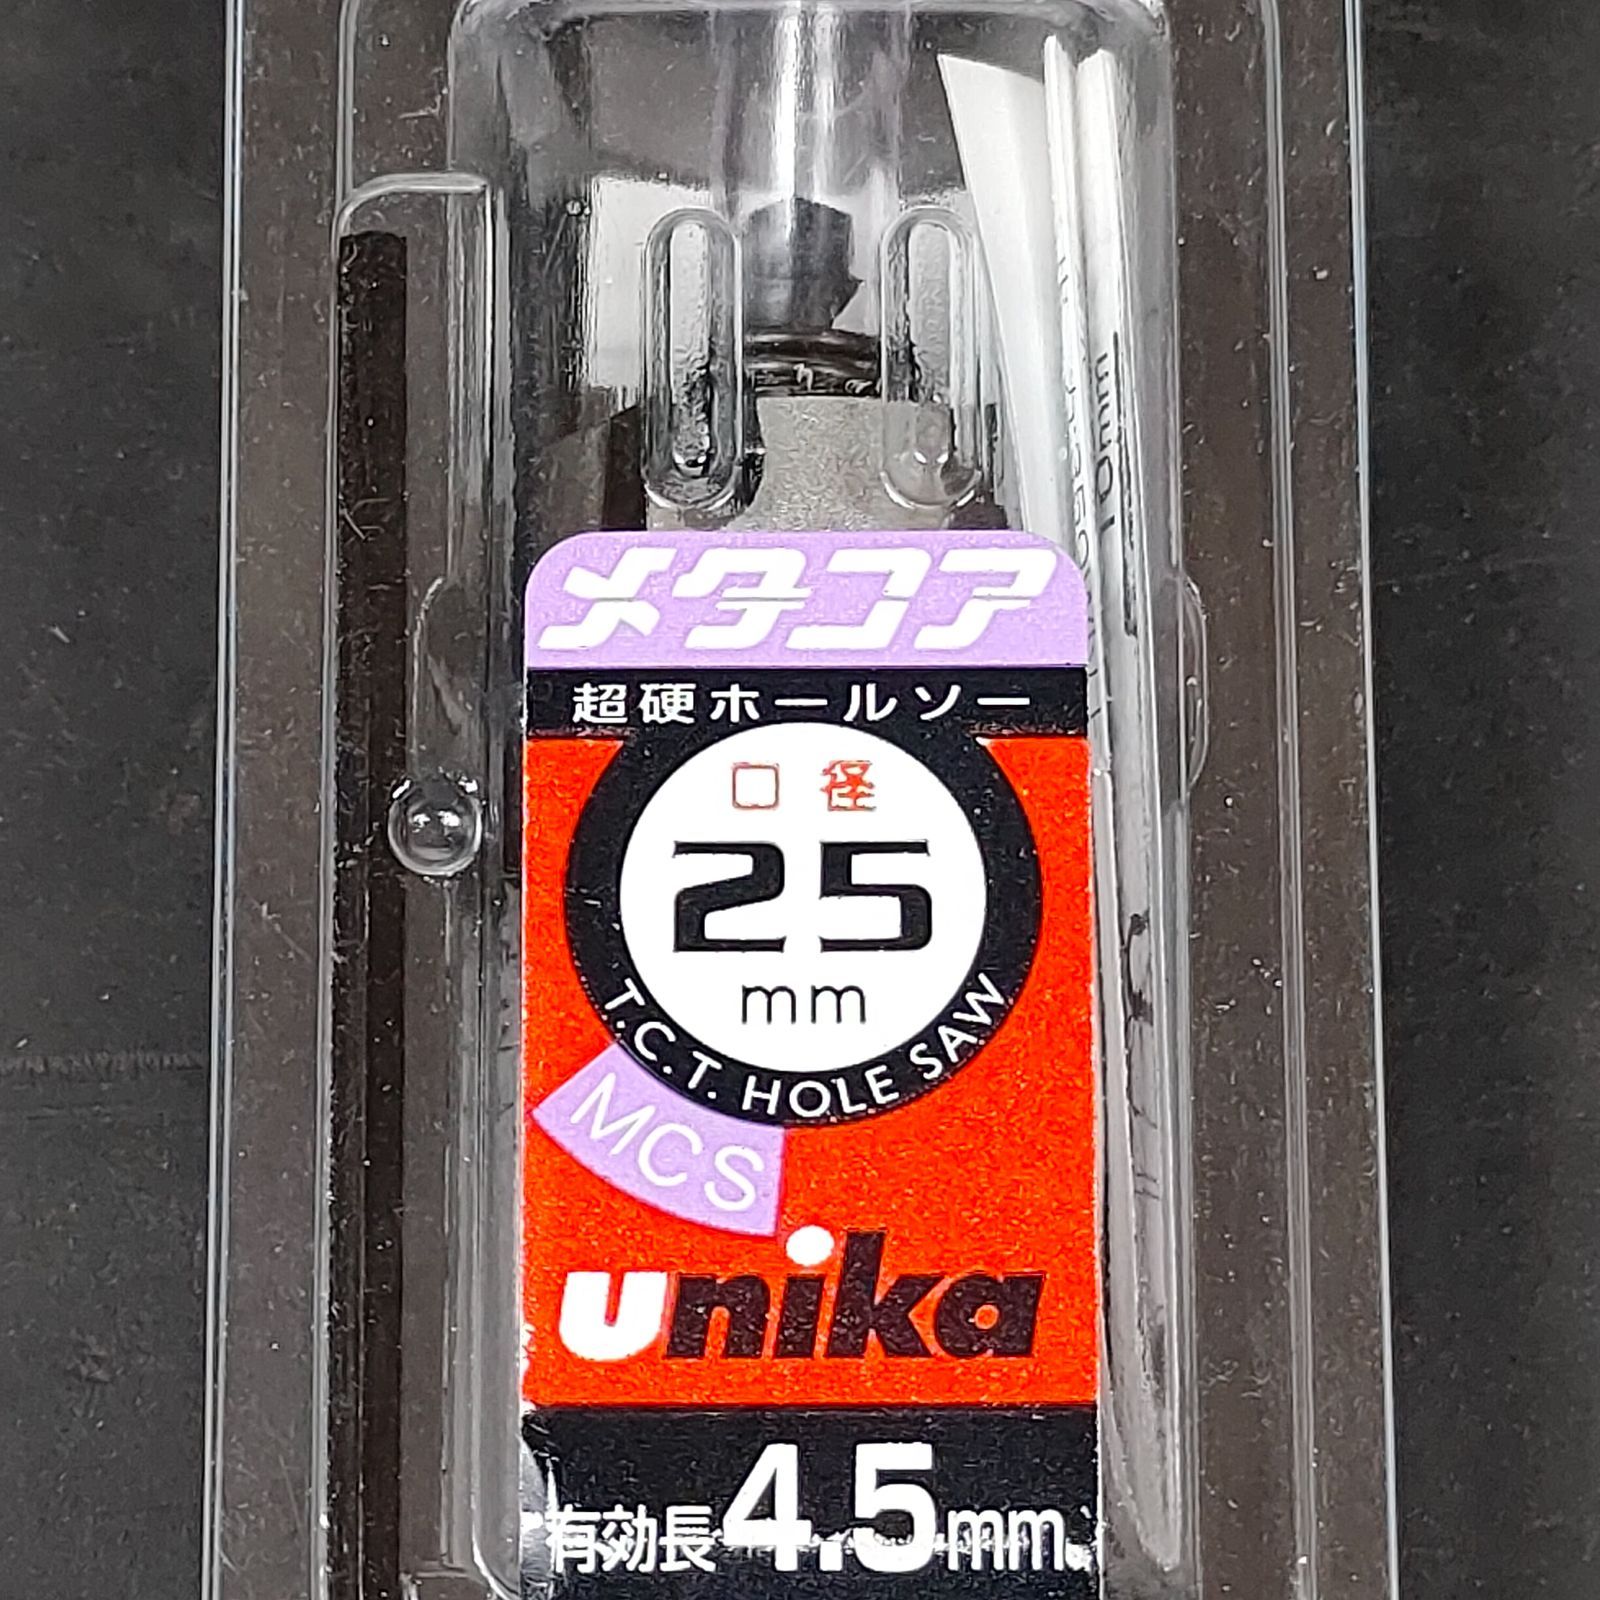 メタコア
超硬ホールソー
口径
25
mm
T.C.T. HOLE SAW
MCS
unika
有効長4.5mm
10mm